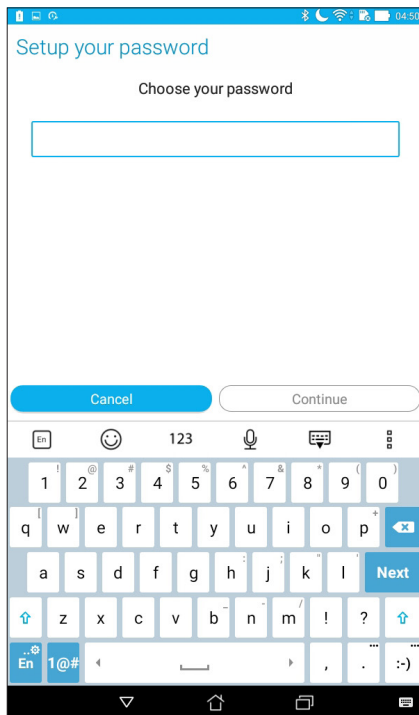 04:50
Setup your password
Choose your password
Cancel Continue
En 123
! @ # $ % ^ & * ( )
1 2 3 4 5 6 7 8 9 0
[ ] +
q w e r t y u i o p
: ; " '
a s d f g h j k l Next
_ - /
z x c v b n m ! ?
En 1@# , . :-)